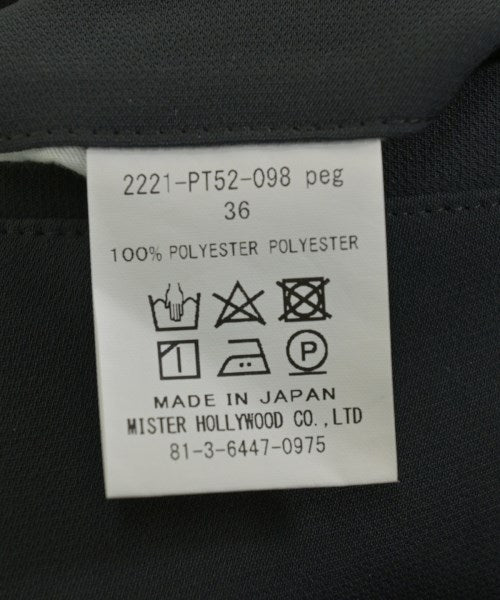 2221-PT52-098 peg
36
100% POLYESTER POLYESTER
P
MADE IN JAPAN
MISTER HOLLYWOOD CO.,LTD
81-3-6447-0975